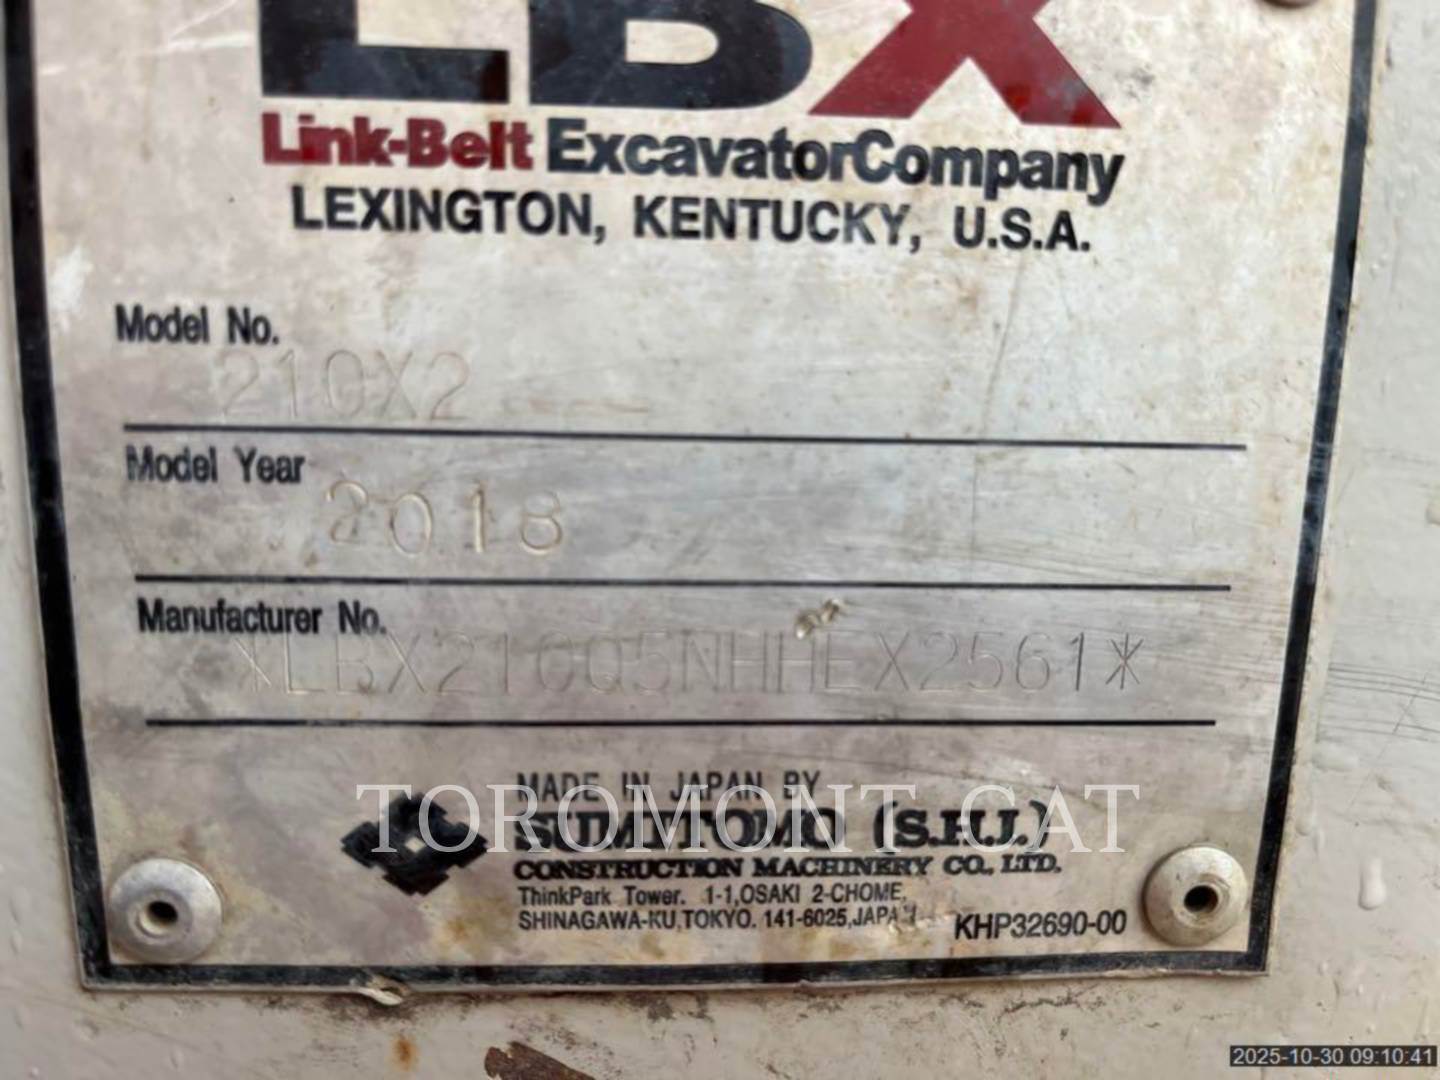 LBX
Link-Belt ExcavatorCompany
LEXINGTON, KENTUCKY, U.S.A.
Model No.
210X2
Model Year
2018
Manufacturer No.
*LBX210Q5NHHEX2561*
MADE IN JAPAN BY
TOROMONT CAT
SUMITOMO (S.H.I.)
CONSTRUCTION MACHINERY CO., LTD.
ThinkPark Tower. 1-1,OSAKI 2-CHOME,
SHINAGAWA-KU,TOKYO. 141-6025,JAPAN
KHP32690-00
2025-10-30 09:10:41